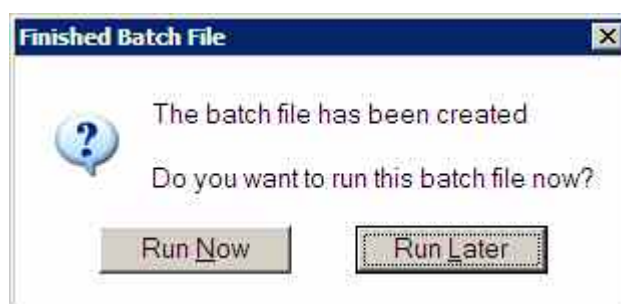 Finished Batch File
The batch file has been created
Do you want to run this batch file now?
Run Now
Run Later